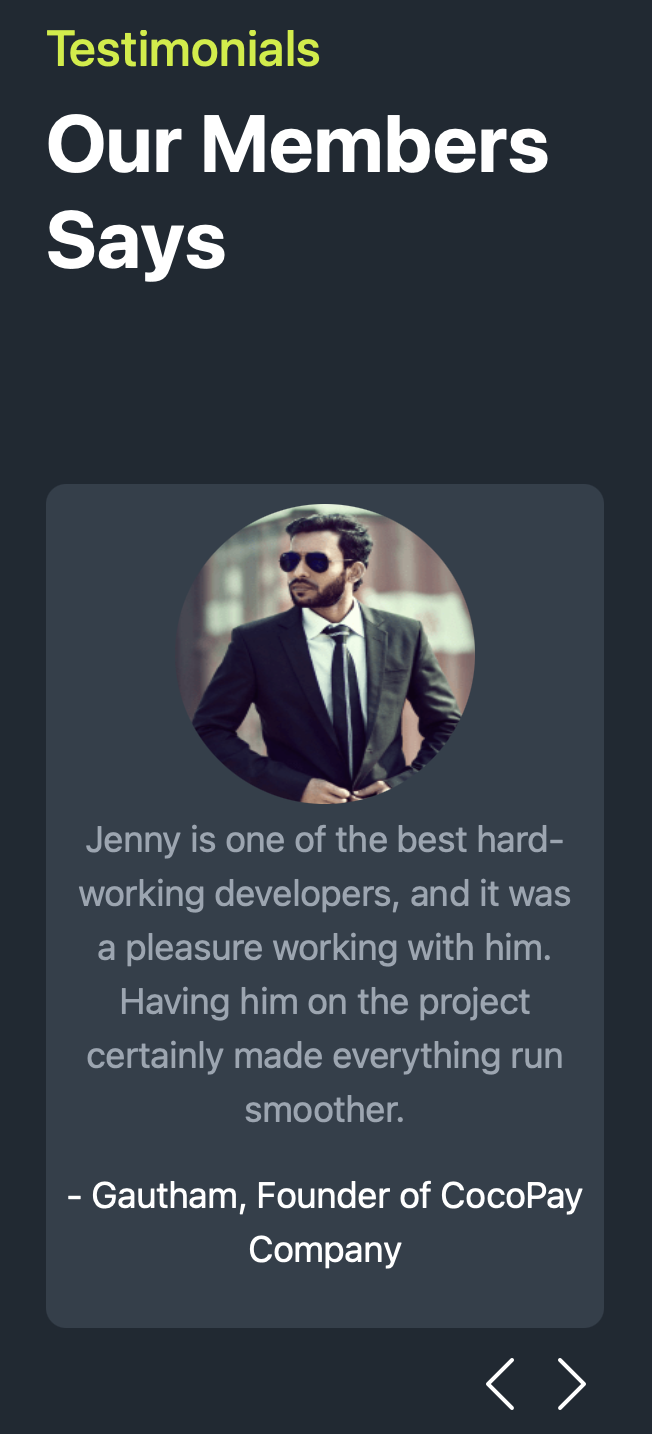 Testimonials
Our Members
Says
Jenny is one of the best hard-
working developers, and it was
a pleasure working with him.
Having him on the project
certainly made everything run
smoother.
- Gautham, Founder of CocoPay
Company